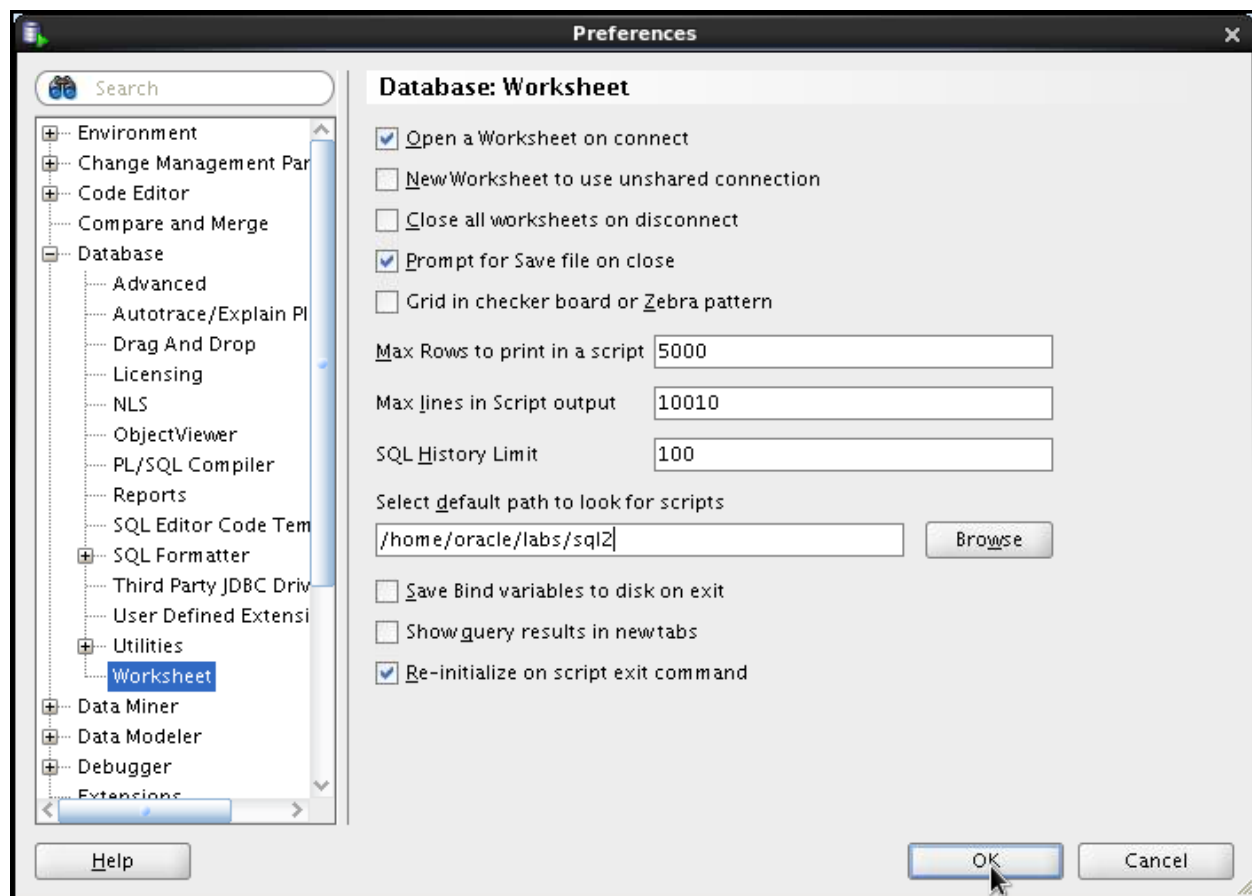 Preferences
Search
Environment
Change Management Par
Code Editor
Compare and Merge
Database
Advanced
Autotrace/Explain Pl
Drag And Drop
Licensing
NLS
ObjectViewer
PL/SQL Compiler
Reports
SQL Editor Code Tem
SQL Formatter
Third Party JDBC Driv
User Defined Extensi
Utilities
Worksheet
Data Miner
Data Modeler
Debugger
Extensions
Database: Worksheet
Open a Worksheet on connect
New Worksheet to use unshared connection
Close all worksheets on disconnect
Prompt for Save file on close
Grid in checker board or Zebra pattern
Max Rows to print in a script 5000
Max lines in Script output 10010
SQL History Limit 100
Select default path to look for scripts
/home/oracle/labs/sql2 Browse
Save Bind variables to disk on exit
Show query results in new tabs
Re-initialize on script exit command
Help OK Cancel